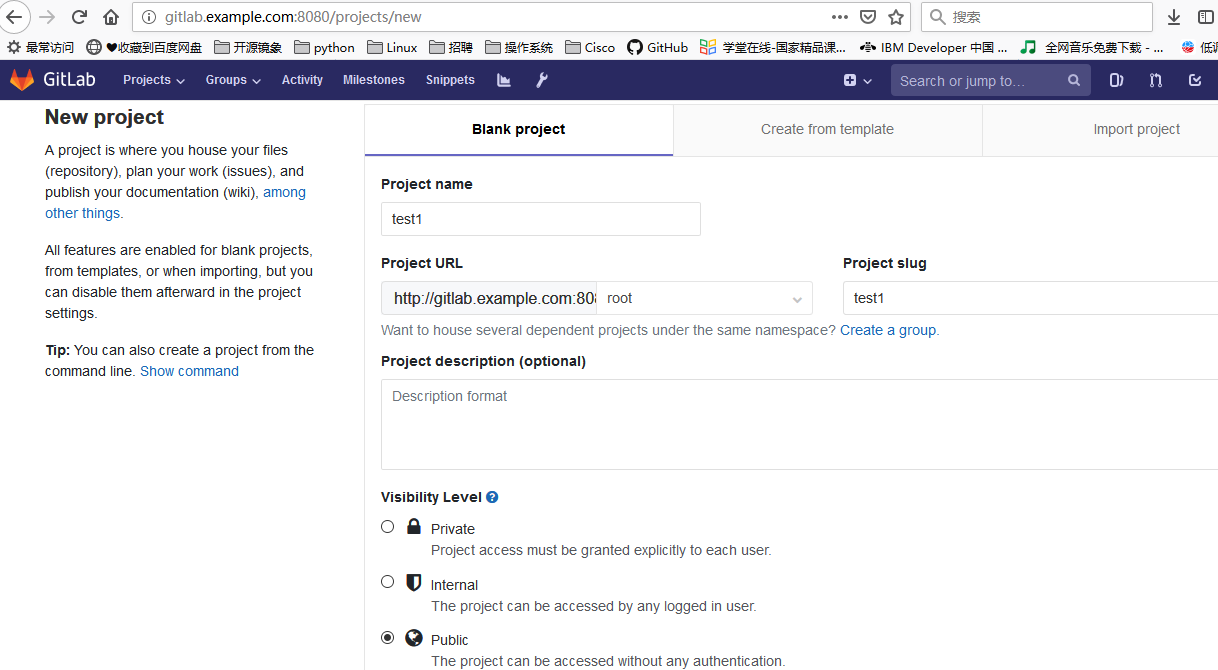 gitlab.example.com:8080/projects/new
搜索
最常访问 ♥收藏到百度网盘 开源镜象 python Linux 招聘 操作系统 Cisco GitHub 学堂在线-国家精品课... IBM Developer 中国 ... 全网音乐免费下载 - ...
GitLab Projects Groups Activity Milestones Snippets Search or jump to...
New project
A project is where you house your files
(repository), plan your work (issues), and
publish your documentation (wiki), among
other things.
All features are enabled for blank projects,
from templates, or when importing, but you
can disable them afterward in the project
settings.
Tip: You can also create a project from the
command line. Show command
Blank project Create from template Import project
Project name
test1
Project URL Project slug
http://gitlab.example.com:80 root test1
Want to house several dependent projects under the same namespace? Create a group.
Project description (optional)
Description format
Visibility Level
Private
Project access must be granted explicitly to each user.
Internal
The project can be accessed by any logged in user.
Public
The project can be accessed without any authentication.